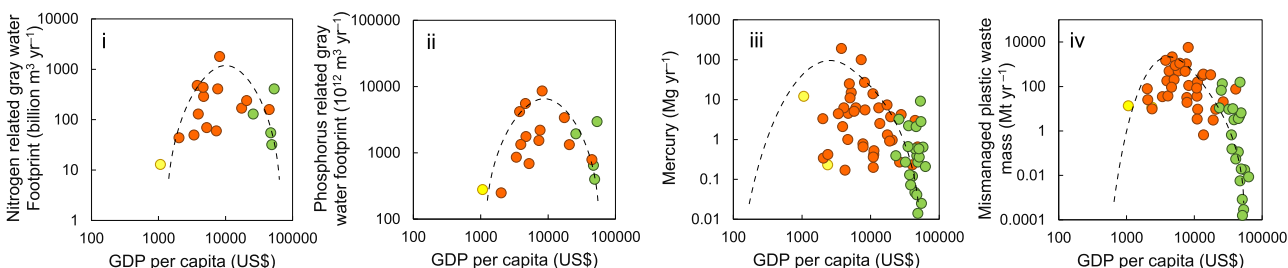 Nitrogen related gray water
Footprint (billion m³ yr⁻¹)
10000
1000
100
10
1
i
100 1000 10000 100000
GDP per capita (US$)
Phosphorus related gray
water footprint (10¹² m³ yr⁻¹)
100000
10000
1000
100
ii
100 1000 10000 100000
GDP per capita (US$)
Mercury (Mg yr⁻¹)
1000
100
10
1
0.1
0.01
iii
100 1000 10000 100000
GDP per capita (US$)
Mismanaged plastic waste
mass (Mt yr⁻¹)
10000
100
1
0.01
0.0001
iv
100 1000 10000 100000
GDP per capita (US$)